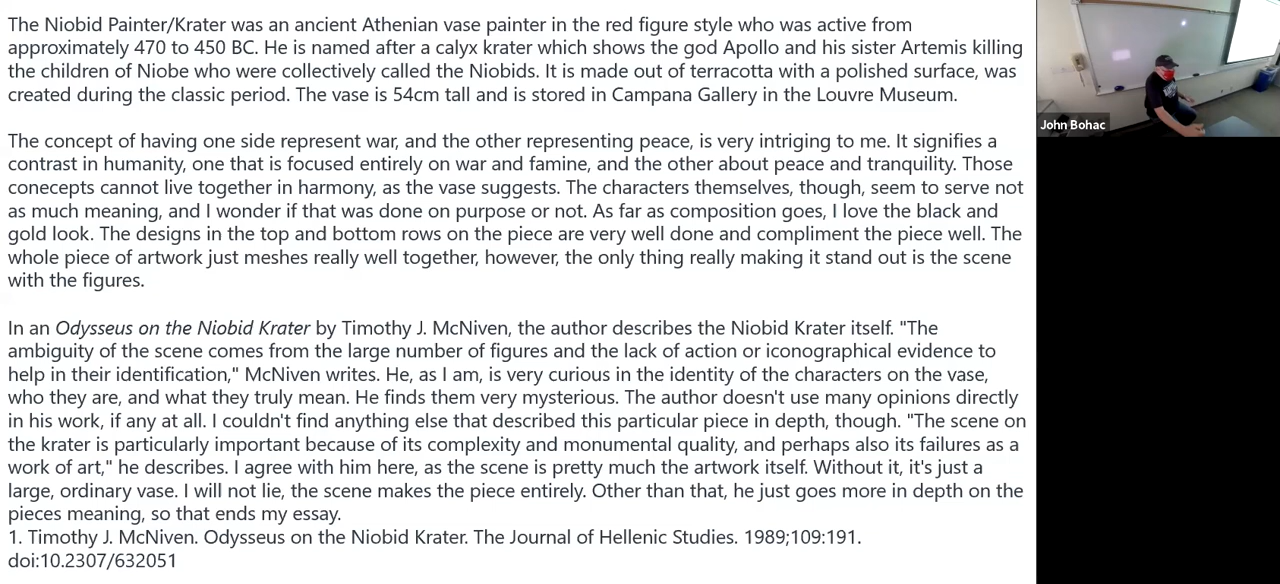 The Niobid Painter/Krater was an ancient Athenian vase painter in the red figure style who was active from
approximately 470 to 450 BC. He is named after a calyx krater which shows the god Apollo and his sister Artemis killing
the children of Niobe who were collectively called the Niobids. It is made out of terracotta with a polished surface, was
created during the classic period. The vase is 54cm tall and is stored in Campana Gallery in the Louvre Museum.
The concept of having one side represent war, and the other representing peace, is very intriging to me. It signifies a
contrast in humanity, one that is focused entirely on war and famine, and the other about peace and tranquility. Those
conecepts cannot live together in harmony, as the vase suggests. The characters themselves, though, seem to serve not
as much meaning, and I wonder if that was done on purpose or not. As far as composition goes, I love the black and
gold look. The designs in the top and bottom rows on the piece are very well done and compliment the piece well. The
whole piece of artwork just meshes really well together, however, the only thing really making it stand out is the scene
with the figures.
In an Odysseus on the Niobid Krater by Timothy J. McNiven, the author describes the Niobid Krater itself. "The
ambiguity of the scene comes from the large number of figures and the lack of action or iconographical evidence to
help in their identification," McNiven writes. He, as I am, is very curious in the identity of the characters on the vase,
who they are, and what they truly mean. He finds them very mysterious. The author doesn't use many opinions directly
in his work, if any at all. I couldn't find anything else that described this particular piece in depth, though. "The scene on
the krater is particularly important because of its complexity and monumental quality, and perhaps also its failures as a
work of art," he describes. I agree with him here, as the scene is pretty much the artwork itself. Without it, it's just a
large, ordinary vase. I will not lie, the scene makes the piece entirely. Other than that, he just goes more in depth on the
pieces meaning, so that ends my essay.
1. Timothy J. McNiven. Odysseus on the Niobid Krater. The Journal of Hellenic Studies. 1989;109:191.
doi:10.2307/632051
John Bohac